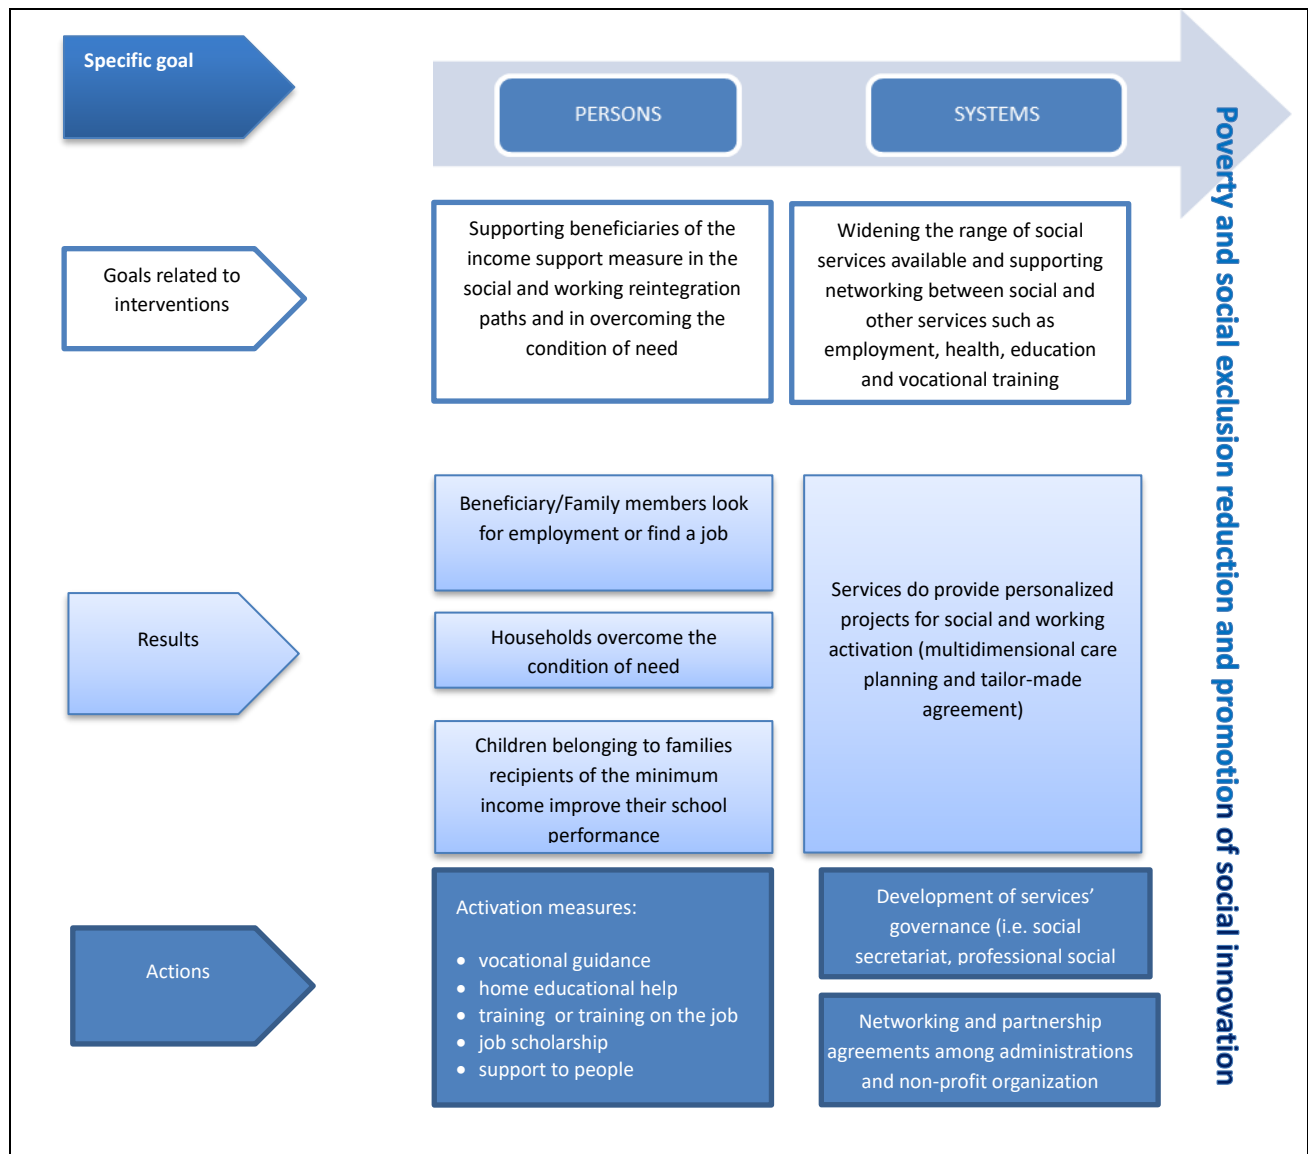 Specific goal
PERSONS
SYSTEMS
Poverty and social exclusion reduction and promotion of social innovation
Goals related to
interventions
Supporting beneficiaries of the
income support measure in the
social and working reintegration
paths and in overcoming the
condition of need
Widening the range of social
services available and supporting
networking between social and
other services such as
employment, health, education
and vocational training
Results
Beneficiary/Family members look
for employment or find a job
Households overcome the
condition of need
Children belonging to families
recipients of the minimum
income improve their school
performance
Services do provide personalized
projects for social and working
activation (multidimensional care
planning and tailor-made
agreement)
Actions
Activation measures:
• vocational guidance
• home educational help
• training  or training on the job
• job scholarship
• support to people
Development of services’
governance (i.e. social
secretariat, professional social
Networking and partnership
agreements among administrations
and non-profit organization